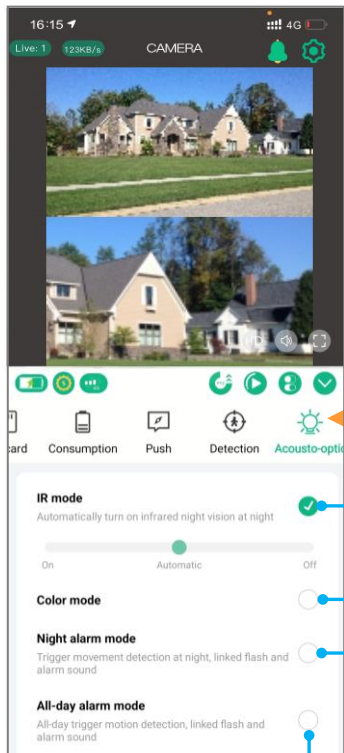 16:15 4G
Live: 1 123KB/s CAMERA
ard Consumption Push Detection Acousto-optic
IR mode
Automatically turn on infrared night vision at night
On Automatic Off
Color mode
Night alarm mode
Trigger movement detection at night, linked flash and
alarm sound
All-day alarm mode
All-day trigger motion detection, linked flash and
alarm sound